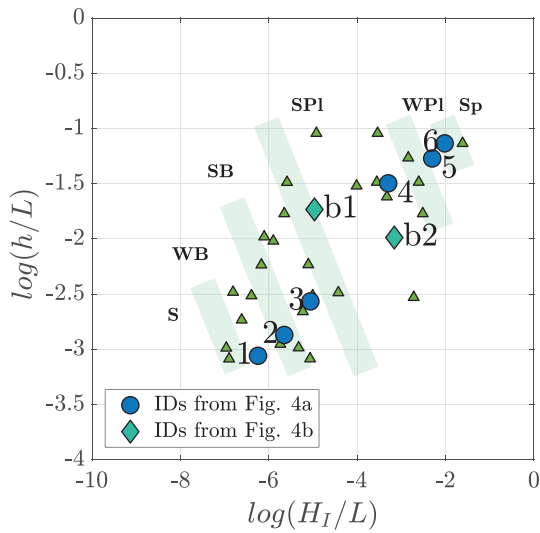 0
-0.5
-1
-1.5
-2
-2.5
-3
-3.5
-4
log(h/L)
SPl
WPl
Sp
SB
WB
S
6
5
4
b1
b2
3
2
1
IDs from Fig. 4a
IDs from Fig. 4b
-10 -8 -6 -4 -2 0
log(H_I/L)